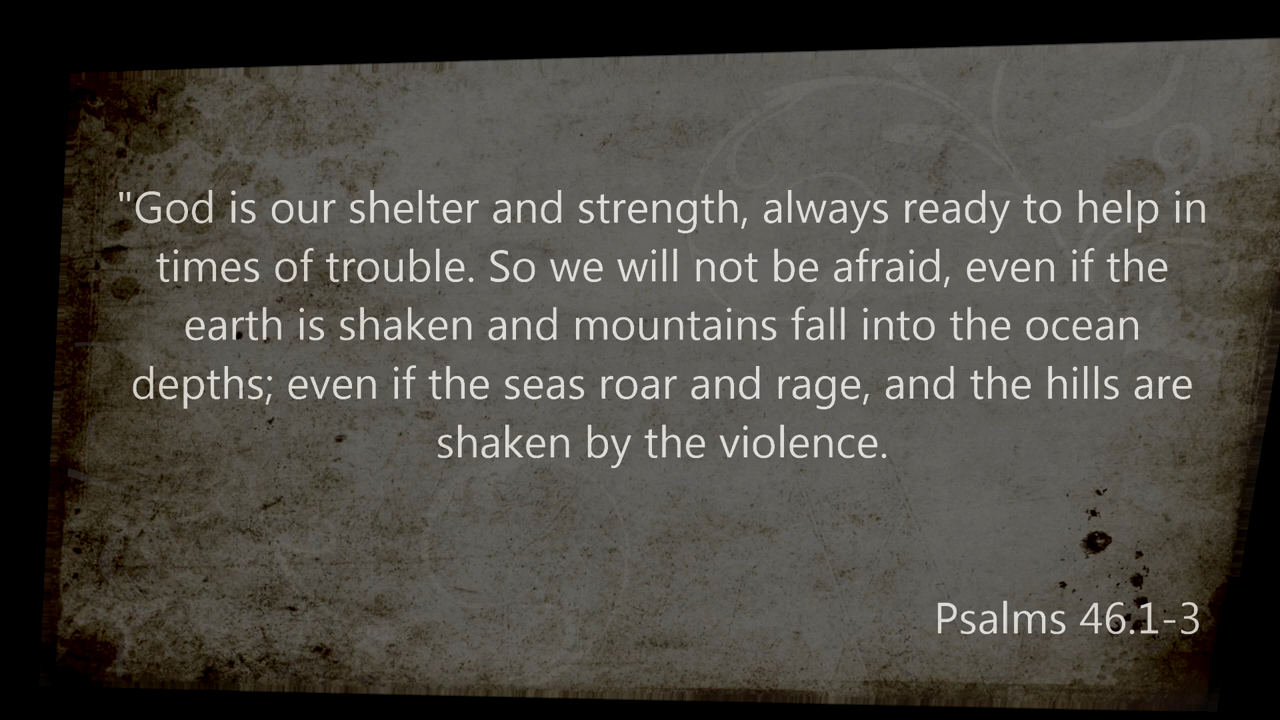 "God is our shelter and strength, always ready to help in
times of trouble. So we will not be afraid, even if the
earth is shaken and mountains fall into the ocean
depths; even if the seas roar and rage, and the hills are
shaken by the violence.
Psalms 46.1-3